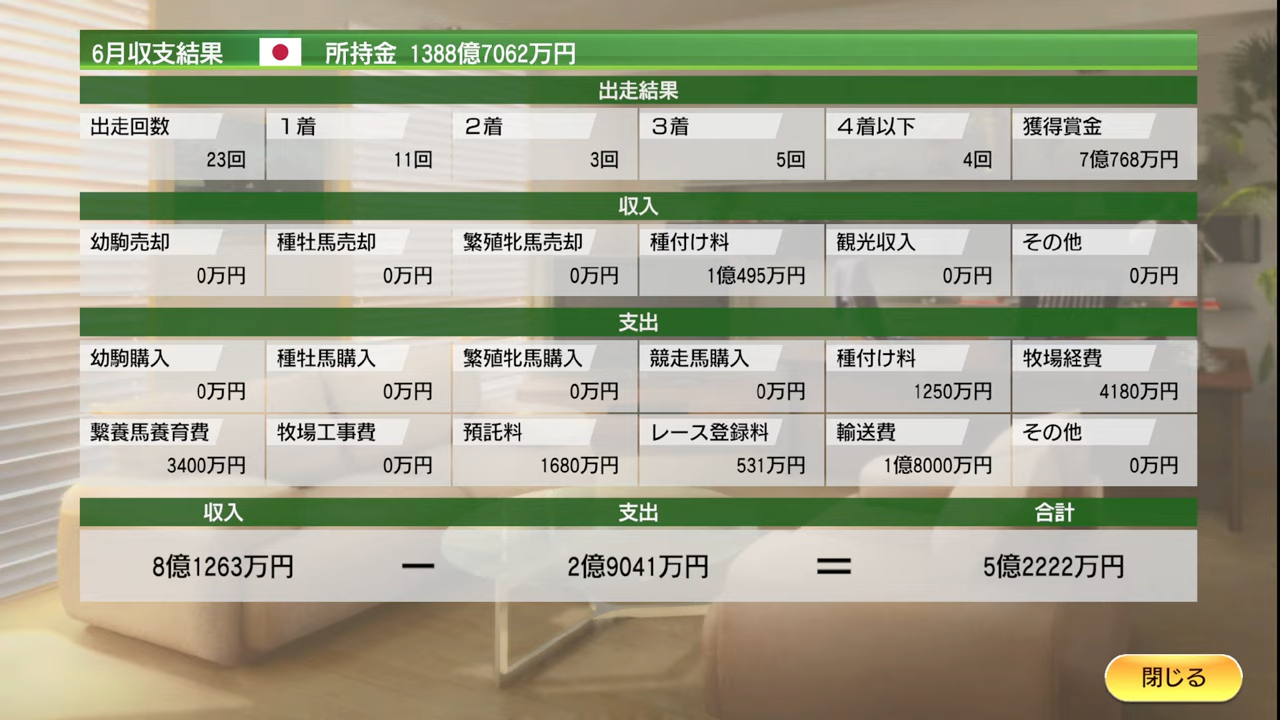 6月収支結果 所持金 1388億7062万円
出走結果
出走回数 1着 2着 3着 4着以下 獲得賞金
23回 11回 3回 5回 4回 7億768万円
収入
幼駒売却 種牡馬売却 繁殖牝馬売却 種付け料 観光収入 その他
0万円 0万円 0万円 1億495万円 0万円 0万円
支出
幼駒購入 種牡馬購入 繁殖牝馬購入 競走馬購入 種付け料 牧場経費
0万円 0万円 0万円 0万円 1250万円 4180万円
繋養馬養育費 牧場工事費 預託料 レース登録料 輸送費 その他
3400万円 0万円 1680万円 531万円 1億8000万円 0万円
収入 支出 合計
8億1263万円 － 2億9041万円 ＝ 5億2222万円
閉じる